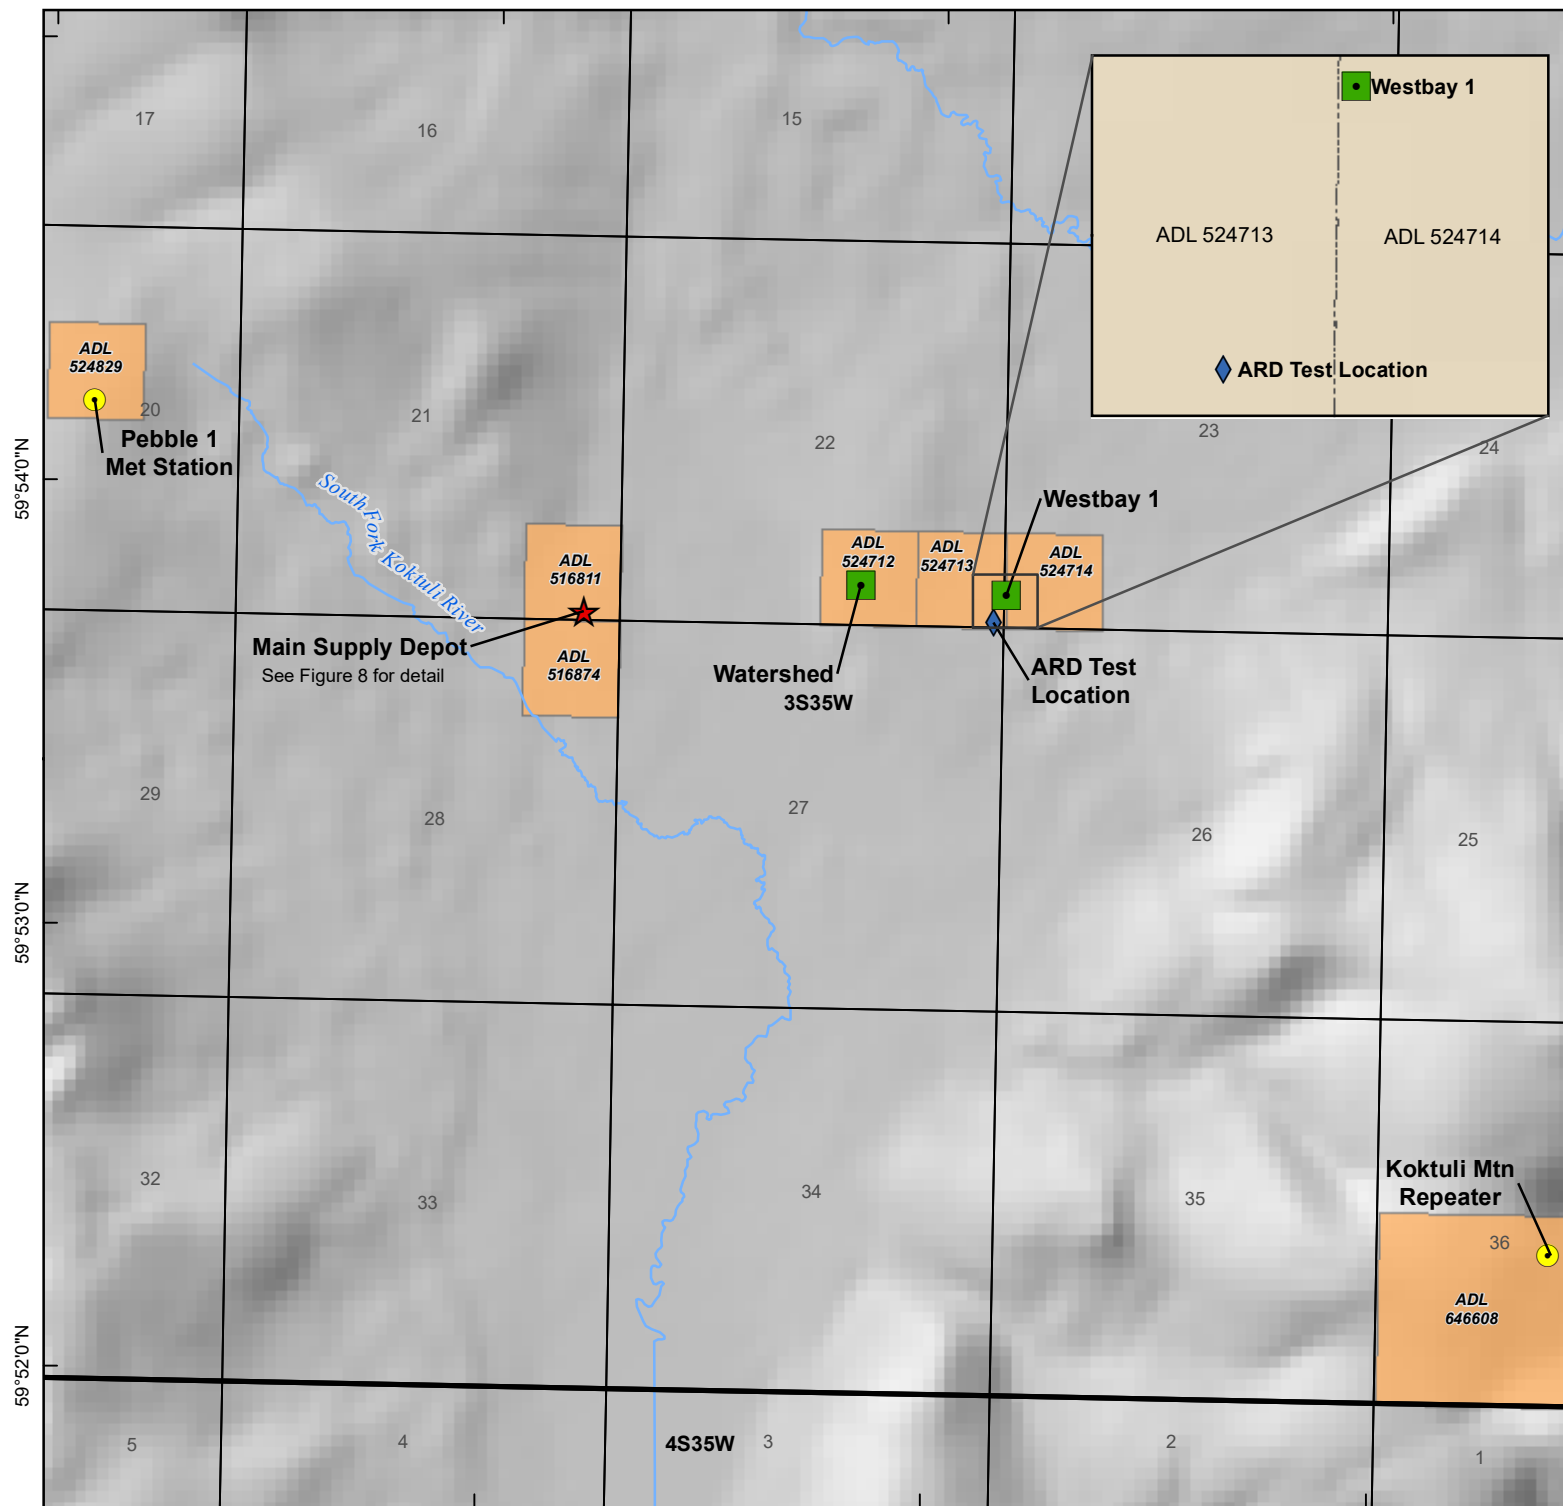 17
16
15
Westbay 1
ADL 524713
ADL 524714
ARD Test Location
ADL
524829
20
Pebble 1
Met Station
21
22
23
24
59°54'0"N
South Fork Koktuli River
Westbay 1
ADL
516811
ADL
524712
ADL
524713
ADL
524714
Main Supply Depot
See Figure 8 for detail
ADL
516874
Watershed
3S35W
ARD Test
Location
29
28
27
26
25
59°53'0"N
32
33
34
35
Koktuli Mtn
Repeater
36
ADL
646608
59°52'0"N
5
4
4S35W
3
2
1